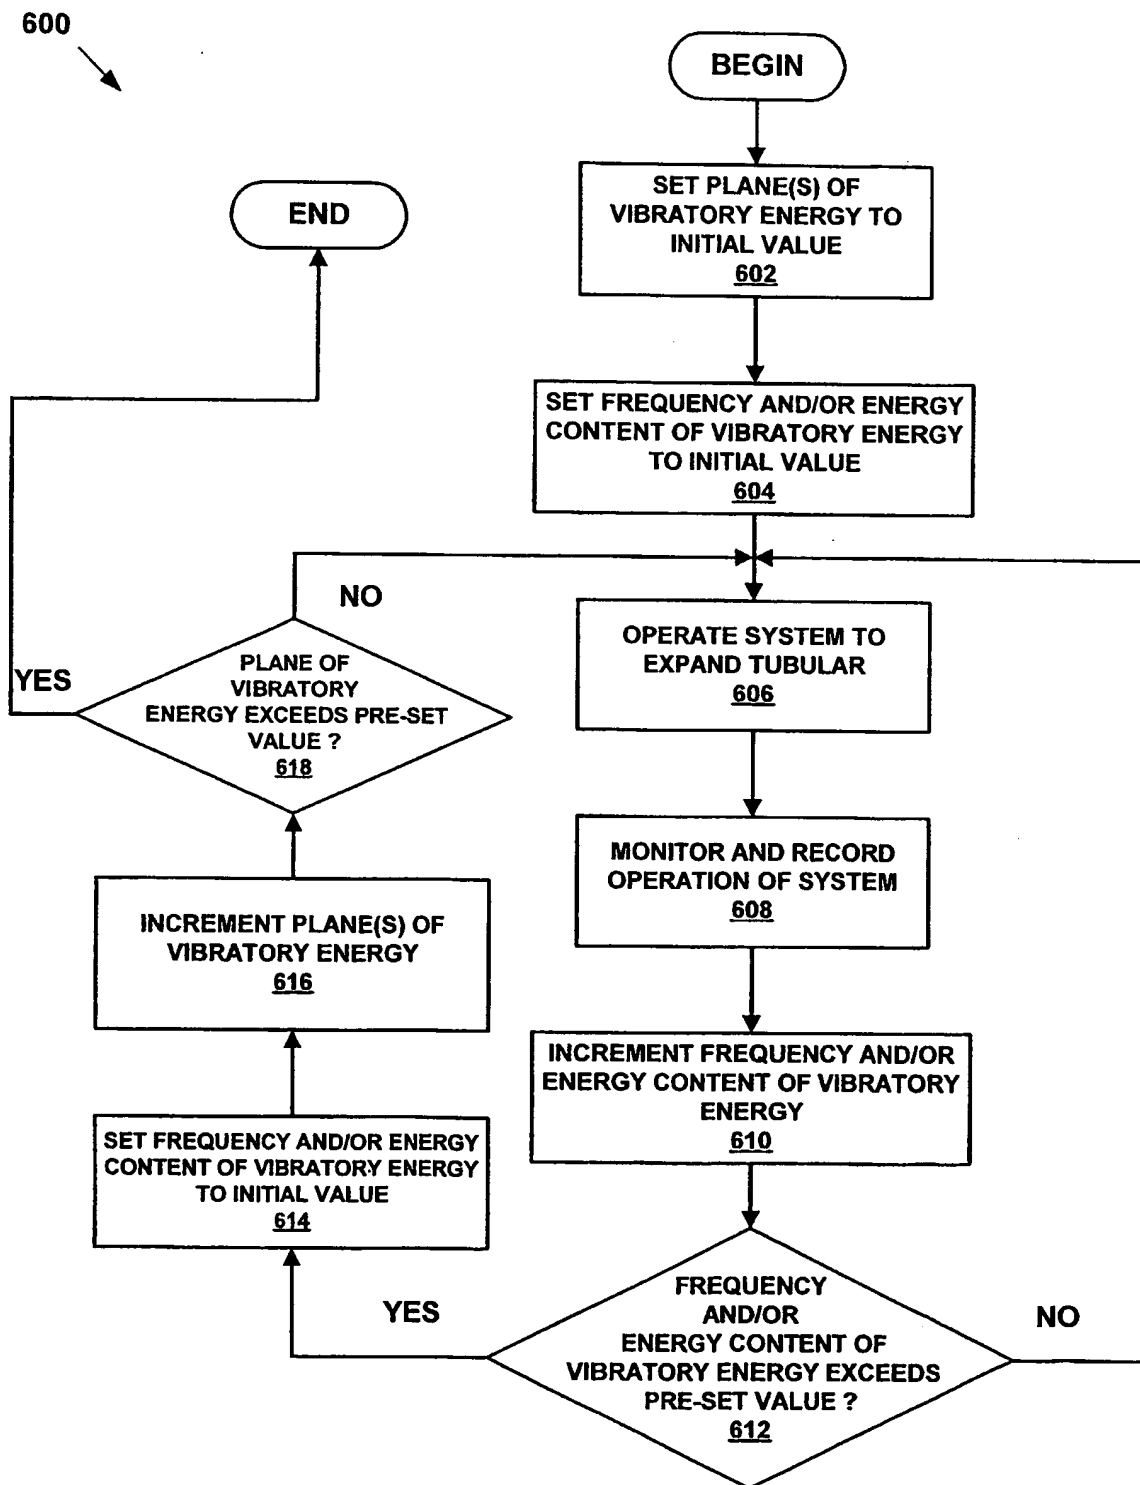 600
BEGIN
SET PLANE(S) OF
VIBRATORY ENERGY TO
INITIAL VALUE
602
END
SET FREQUENCY AND/OR ENERGY
CONTENT OF VIBRATORY ENERGY
TO INITIAL VALUE
604
NO
OPERATE SYSTEM TO
EXPAND TUBULAR
606
YES
PLANE OF
VIBRATORY
ENERGY EXCEEDS PRE-SET
VALUE ?
618
MONITOR AND RECORD
OPERATION OF SYSTEM
608
INCREMENT PLANE(S) OF
VIBRATORY ENERGY
616
INCREMENT FREQUENCY AND/OR
ENERGY CONTENT OF VIBRATORY
ENERGY
610
SET FREQUENCY AND/OR ENERGY
CONTENT OF VIBRATORY ENERGY
TO INITIAL VALUE
614
YES
FREQUENCY
AND/OR
ENERGY CONTENT OF
VIBRATORY ENERGY EXCEEDS
PRE-SET VALUE ?
612
NO